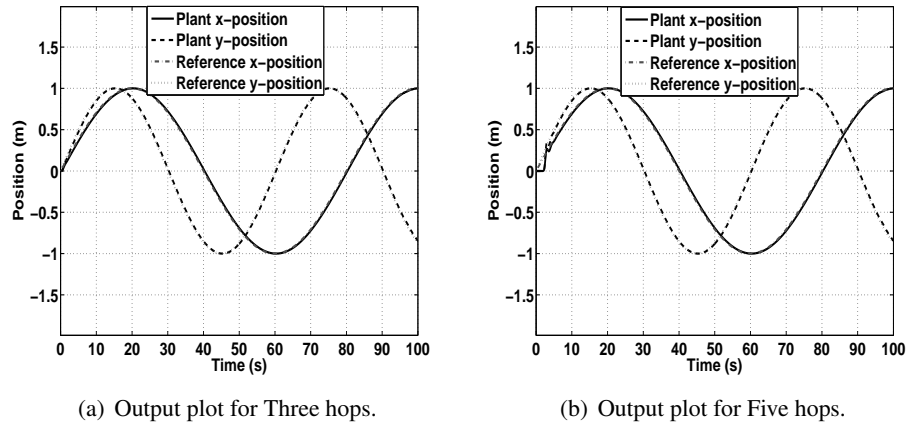 Plant x−position
Plant y−position
Reference x−position
Reference y−position
Position (m)
1.5
1
0.5
0
−0.5
−1
−1.5
0 10 20 30 40 50 60 70 80 90 100
Time (s)
(a) Output plot for Three hops.
Plant x−position
Plant y−position
Reference x−position
Reference y−position
Position (m)
1.5
1
0.5
0
−0.5
−1
−1.5
0 10 20 30 40 50 60 70 80 90 100
Time (s)
(b) Output plot for Five hops.